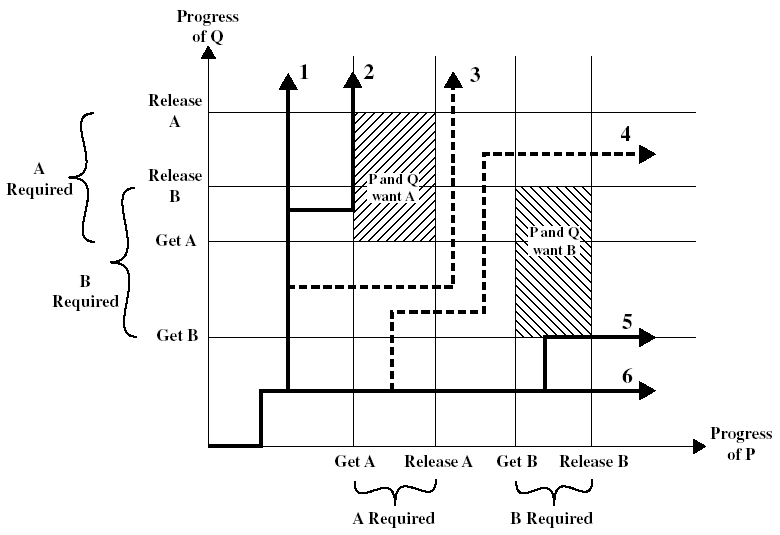 Progress
of Q
1
2
3
Release
A
4
A
Required
Release
B
P and Q
want A
Get A
P and Q
want B
B
Required
Get B
5
6
Progress
of P
Get A
Release A
Get B
Release B
A Required
B Required